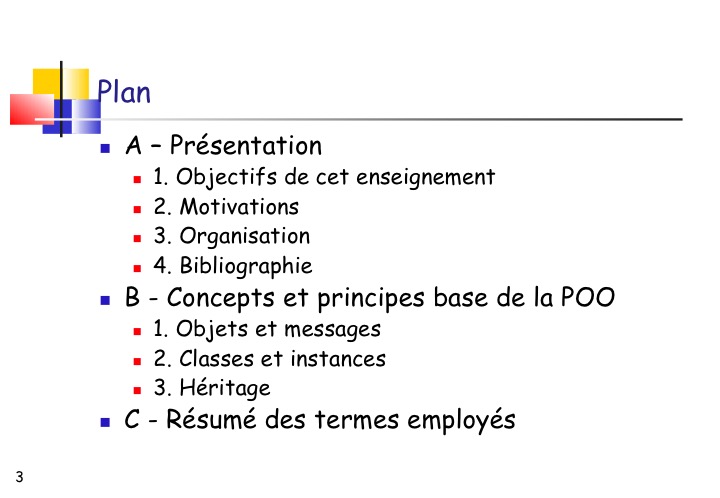 Plan
A – Présentation
1. Objectifs de cet enseignement
2. Motivations
3. Organisation
4. Bibliographie
B - Concepts et principes base de la POO
1. Objets et messages
2. Classes et instances
3. Héritage
C - Résumé des termes employés
3